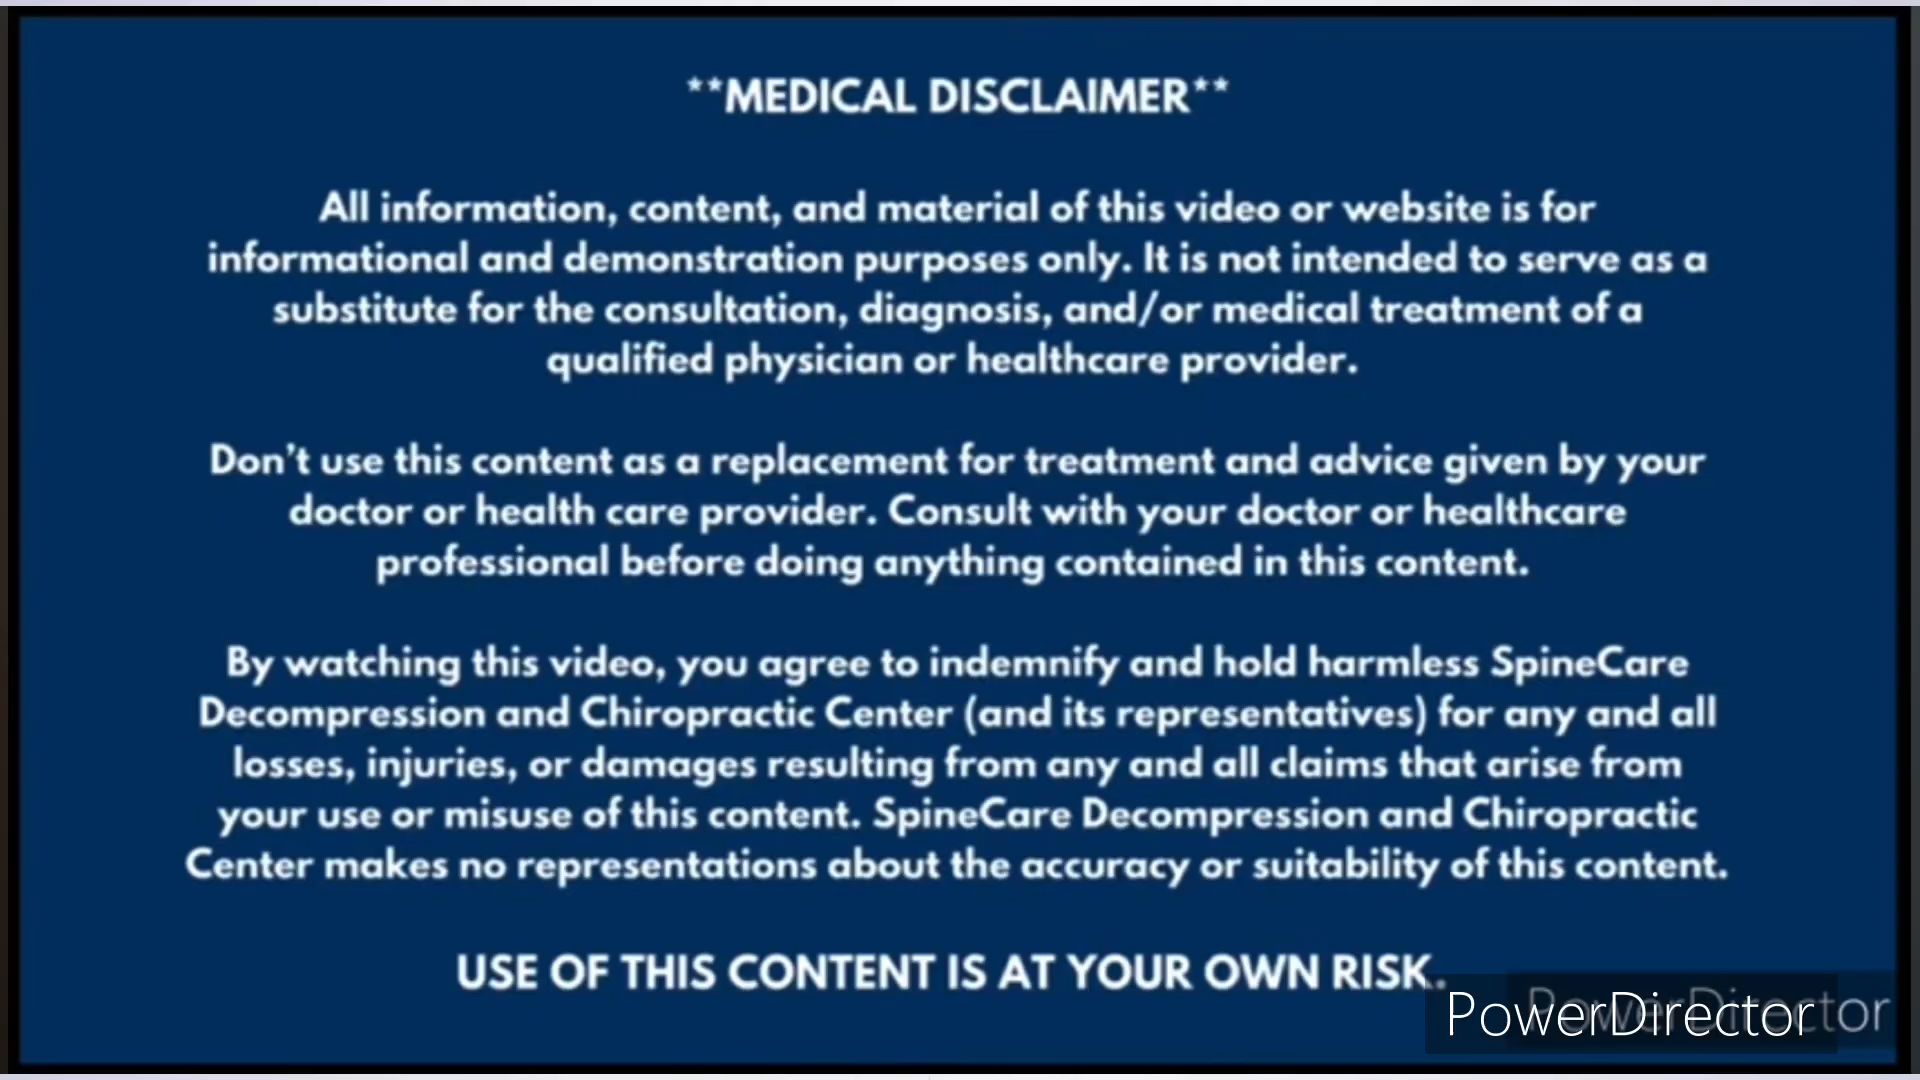 **MEDICAL DISCLAIMER**
All information, content, and material of this video or website is for
informational and demonstration purposes only. It is not intended to serve as a
substitute for the consultation, diagnosis, and/or medical treatment of a
qualified physician or healthcare provider.
Don't use this content as a replacement for treatment and advice given by your
doctor or health care provider. Consult with your doctor or healthcare
professional before doing anything contained in this content.
By watching this video, you agree to indemnify and hold harmless SpineCare
Decompression and Chiropractic Center (and its representatives) for any and all
losses, injuries, or damages resulting from any and all claims that arise from
your use or misuse of this content. SpineCare Decompression and Chiropractic
Center makes no representations about the accuracy or suitability of this content.
USE OF THIS CONTENT IS AT YOUR OWN RISK.
PowerDirector
PowerDirector